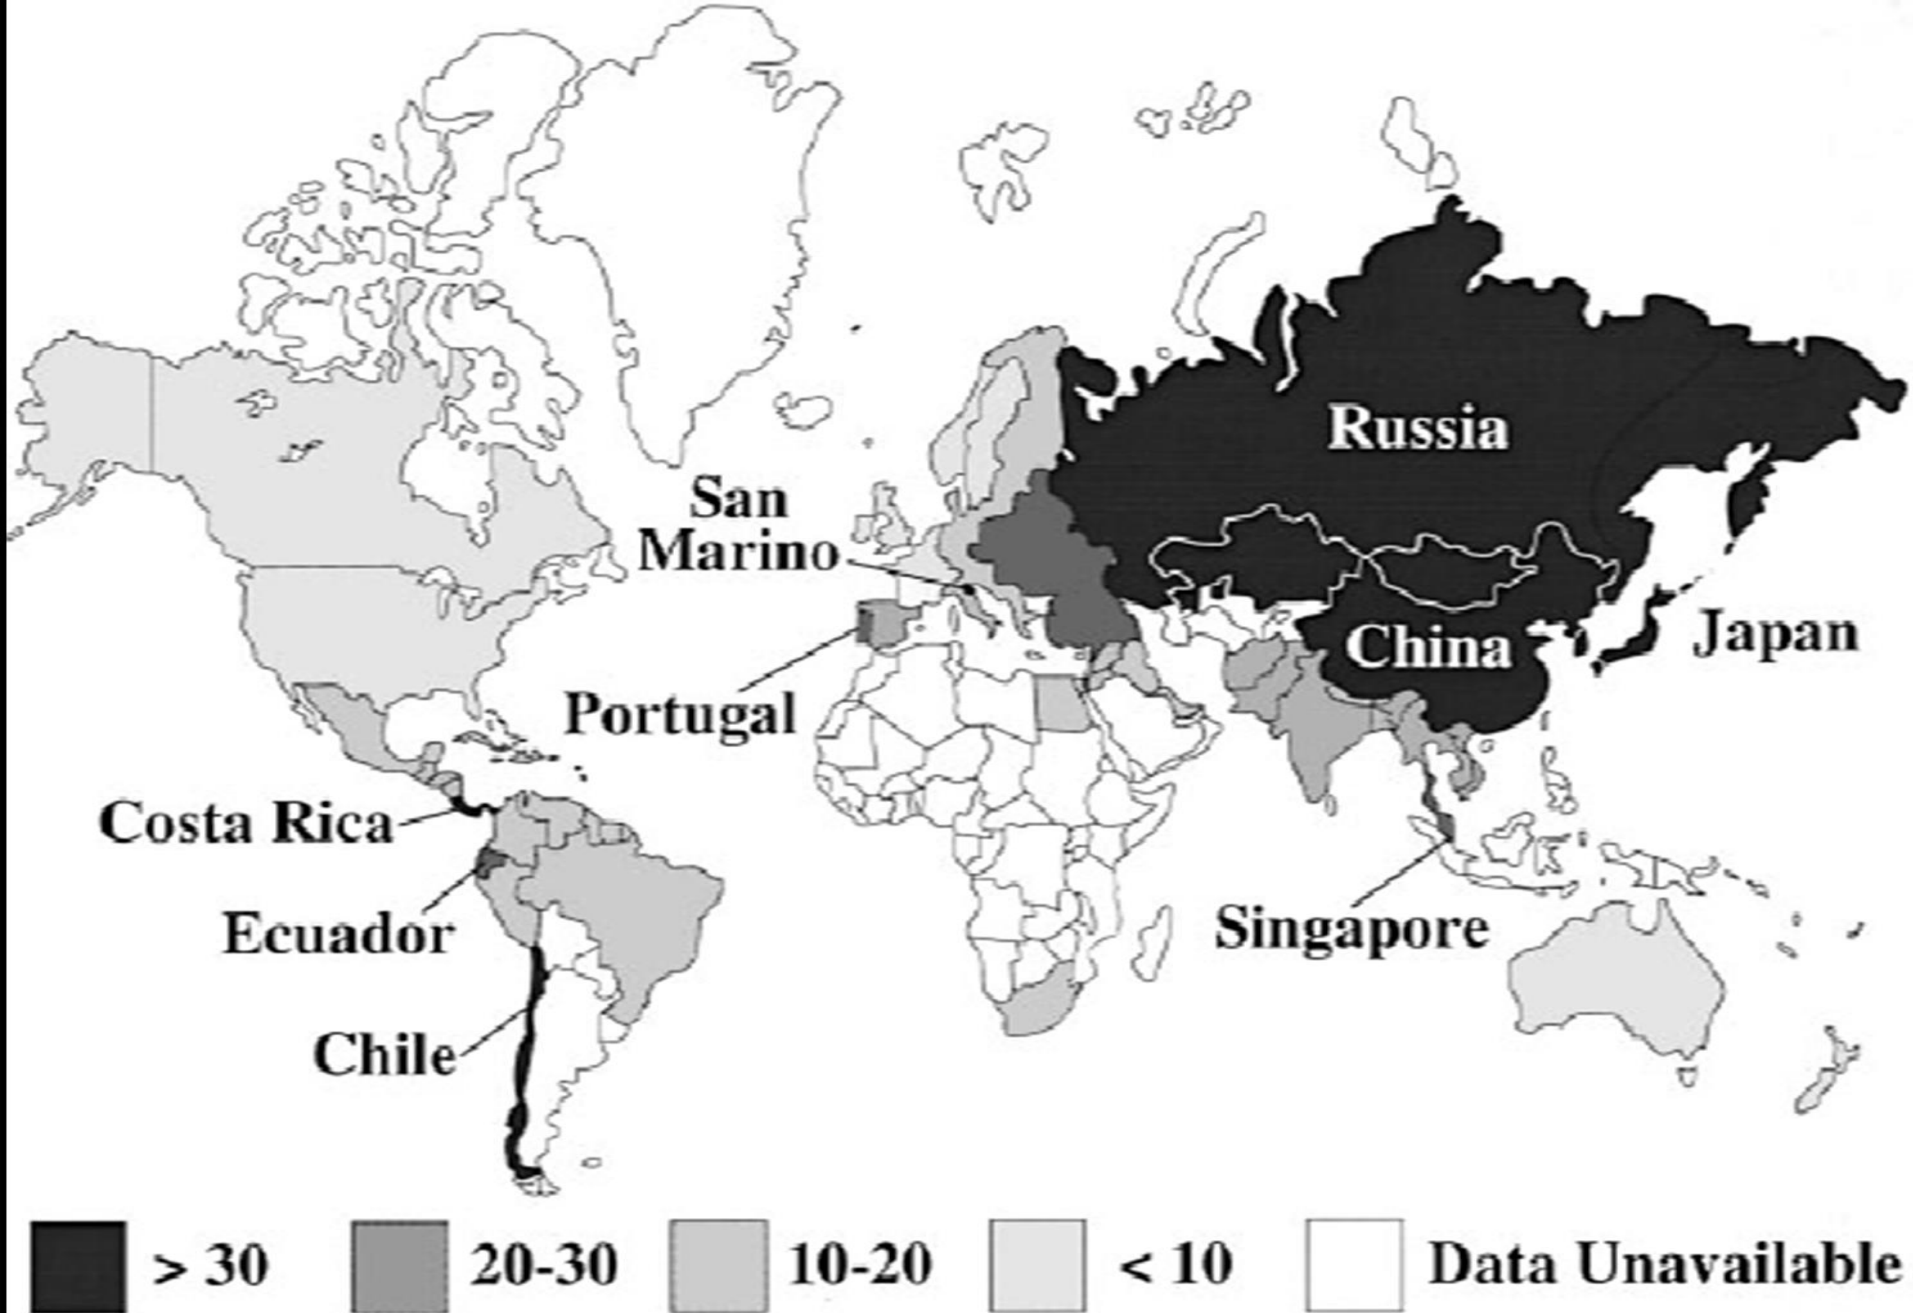 Russia
San
Marino
China
Japan
Portugal
Costa Rica
Ecuador
Singapore
Chile
> 30
20-30
10-20
< 10
Data Unavailable